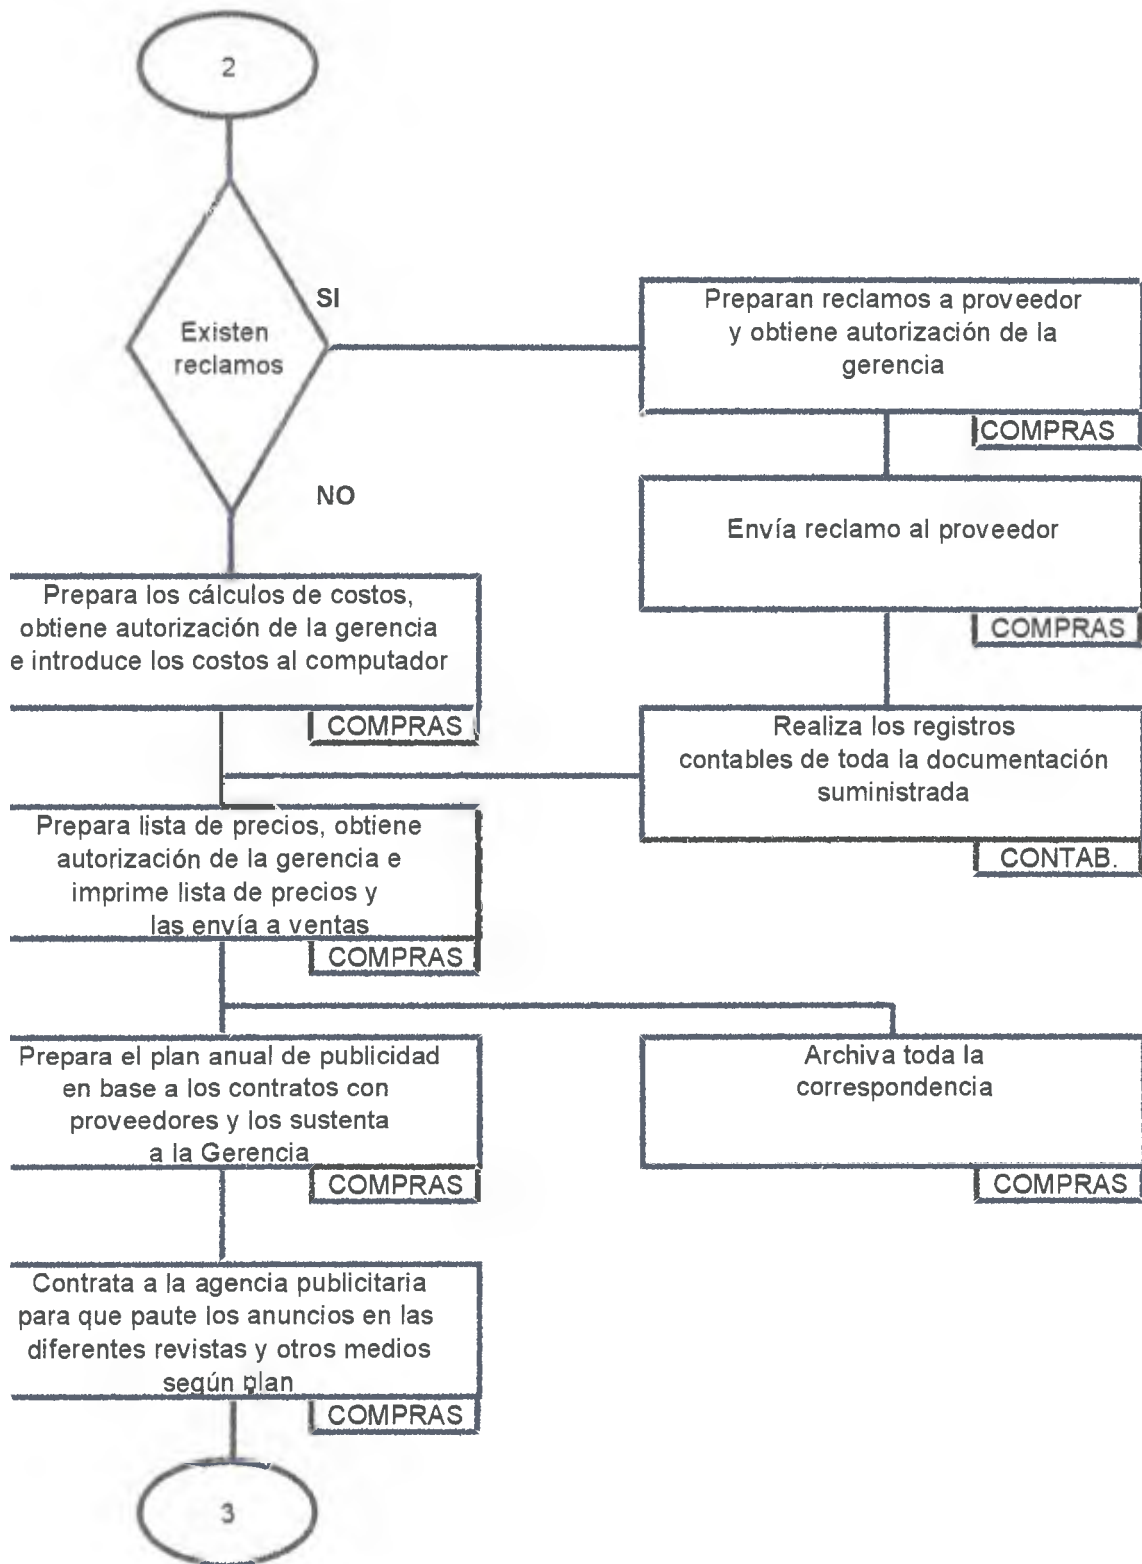 2
Existen
reclamos
SI
NO
Preparan reclamos a proveedor
y obtiene autorización de la
gerencia
COMPRAS
Envía reclamo al proveedor
COMPRAS
Prepara los cálculos de costos,
obtiene autorización de la gerencia
e introduce los costos al computador
COMPRAS
Realiza los registros
contables de toda la documentación
suministrada
CONTAB.
Prepara lista de precios, obtiene
autorización de la gerencia e
imprime lista de precios y
las envía a ventas
COMPRAS
Prepara el plan anual de publicidad
en base a los contratos con
proveedores y los sustenta
a la Gerencia
COMPRAS
Archiva toda la
correspondencia
COMPRAS
Contrata a la agencia publicitaria
para que paute los anuncios en las
diferentes revistas y otros medios
según plan
COMPRAS
3